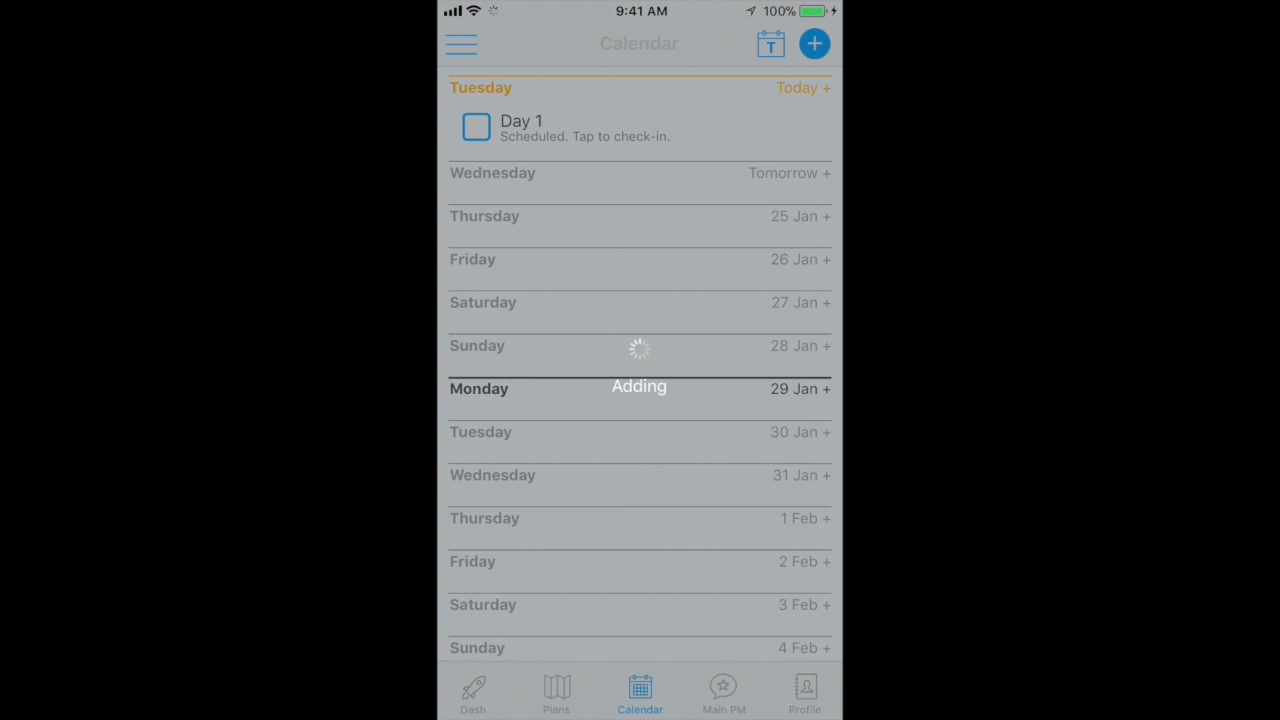 9:41 AM 100%
Calendar T +
Tuesday Today +
Day 1
Scheduled. Tap to check-in.
Wednesday Tomorrow +
Thursday 25 Jan +
Friday 26 Jan +
Saturday 27 Jan +
Sunday 28 Jan +
Adding
Monday 29 Jan +
Tuesday 30 Jan +
Wednesday 31 Jan +
Thursday 1 Feb +
Friday 2 Feb +
Saturday 3 Feb +
Sunday 4 Feb +
Dash Plans Calendar Main PM Profile